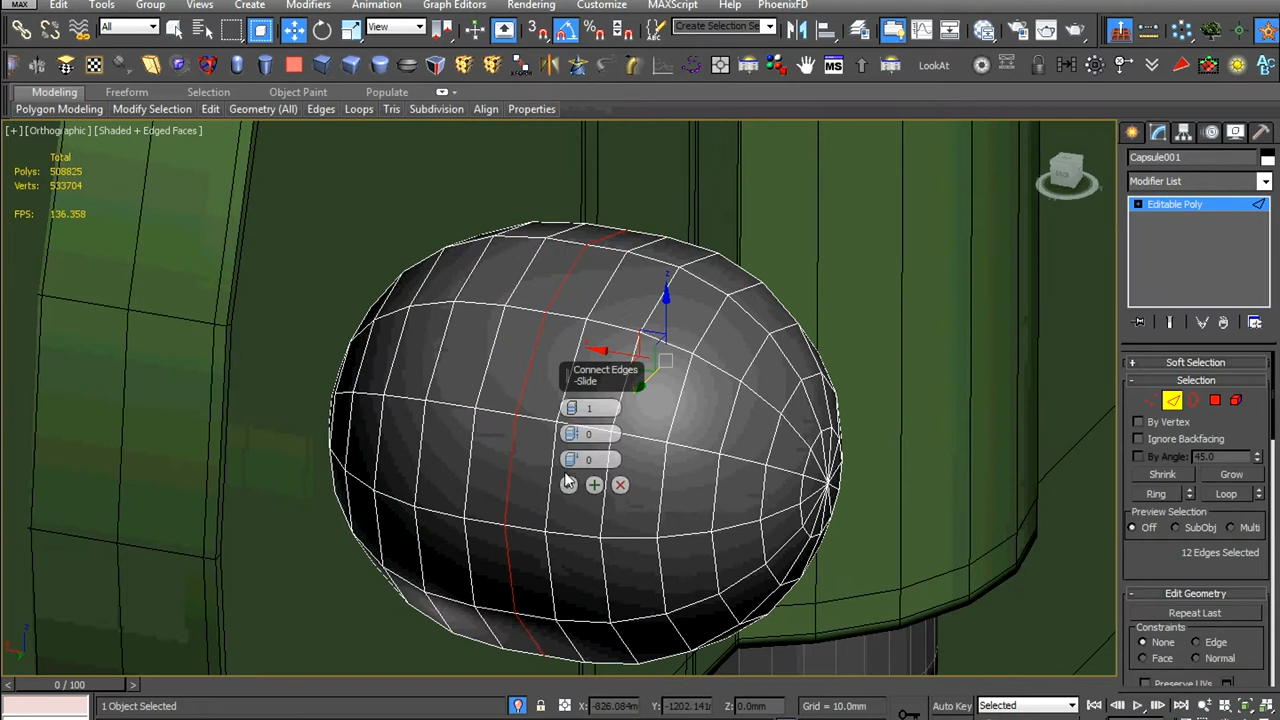 MAX
Edit
Tools
Group
Views
Create
Modifiers
Animation
Graph Editors
Rendering
Customize
MAXScript
Help
PhoenixFD
All
View
Create Selection Se
MS
LookAt
Modeling
Freeform
Selection
Object Paint
Populate
Polygon Modeling
Modify Selection
Edit
Geometry (All)
Edges
Loops
Tris
Subdivision
Align
Properties
[+] [Orthographic] [Shaded + Edged Faces]
Total
Polys: 508825
Verts: 533704
FPS: 136.358
z
Connect Edges
-Slide
1
0
0
Capsule001
Modifier List
Editable Poly
Soft Selection
Selection
By Vertex
Ignore Backfacing
By Angle: 45.0
Shrink
Grow
Ring
Loop
Preview Selection
Off
SubObj
Multi
12 Edges Selected
Edit Geometry
Repeat Last
Constraints
None
Edge
Face
Normal
Preserve UVs
0 / 100
1 Object Selected
X: -826.084m
Y: -1202.141m
Z: 0.0mm
Grid = 10.0mm
Auto Key
Selected